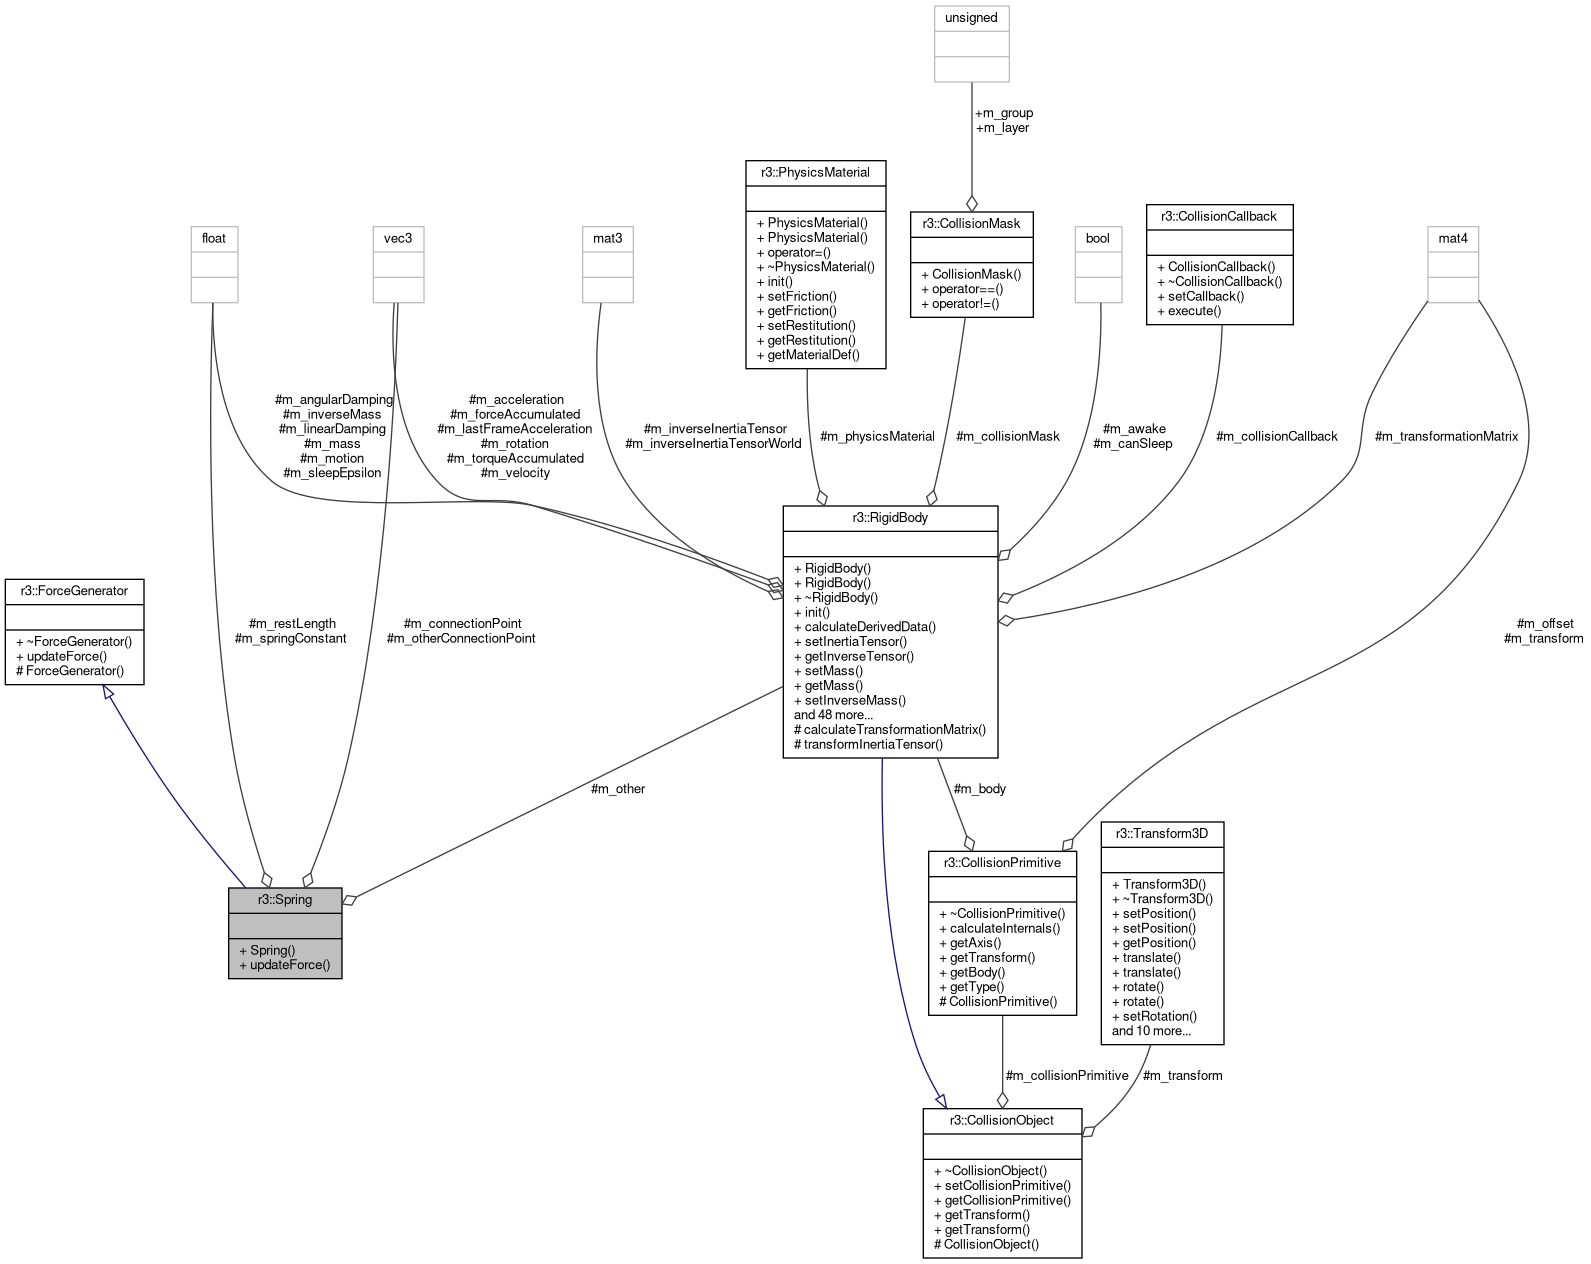 unsigned
+m_group
+m_layer
r3::PhysicsMaterial
+ PhysicsMaterial()
+ PhysicsMaterial()
+ operator=()
+ ~PhysicsMaterial()
+ init()
+ setFriction()
+ getFriction()
+ setRestitution()
+ getRestitution()
+ getMaterialDef()
r3::CollisionMask
+ CollisionMask()
+ operator==()
+ operator!=()
r3::CollisionCallback
+ CollisionCallback()
+ ~CollisionCallback()
+ setCallback()
+ execute()
float
vec3
mat3
bool
mat4
#m_angularDamping
#m_inverseMass
#m_linearDamping
#m_mass
#m_motion
#m_sleepEpsilon
#m_acceleration
#m_forceAccumulated
#m_lastFrameAcceleration
#m_rotation
#m_torqueAccumulated
#m_velocity
#m_inverseInertiaTensor
#m_inverseInertiaTensorWorld
#m_physicsMaterial
#m_collisionMask
#m_awake
#m_canSleep
#m_collisionCallback
#m_transformationMatrix
r3::RigidBody
+ RigidBody()
+ RigidBody()
+ ~RigidBody()
+ init()
+ calculateDerivedData()
+ setInertiaTensor()
+ getInverseTensor()
+ setMass()
+ getMass()
+ setInverseMass()
and 48 more...
# calculateTransformationMatrix()
# transformInertiaTensor()
r3::ForceGenerator
+ ~ForceGenerator()
+ updateForce()
# ForceGenerator()
#m_restLength
#m_springConstant
#m_connectionPoint
#m_otherConnectionPoint
#m_offset
#m_transform
#m_other
#m_body
r3::Spring
+ Spring()
+ updateForce()
r3::CollisionPrimitive
+ ~CollisionPrimitive()
+ calculateInternals()
+ getAxis()
+ getTransform()
+ getBody()
+ getType()
# CollisionPrimitive()
r3::Transform3D
+ Transform3D()
+ ~Transform3D()
+ setPosition()
+ setPosition()
+ getPosition()
+ translate()
+ translate()
+ rotate()
+ rotate()
+ setRotation()
and 10 more...
#m_collisionPrimitive
#m_transform
r3::CollisionObject
+ ~CollisionObject()
+ setCollisionPrimitive()
+ getCollisionPrimitive()
+ getTransform()
+ getTransform()
# CollisionObject()